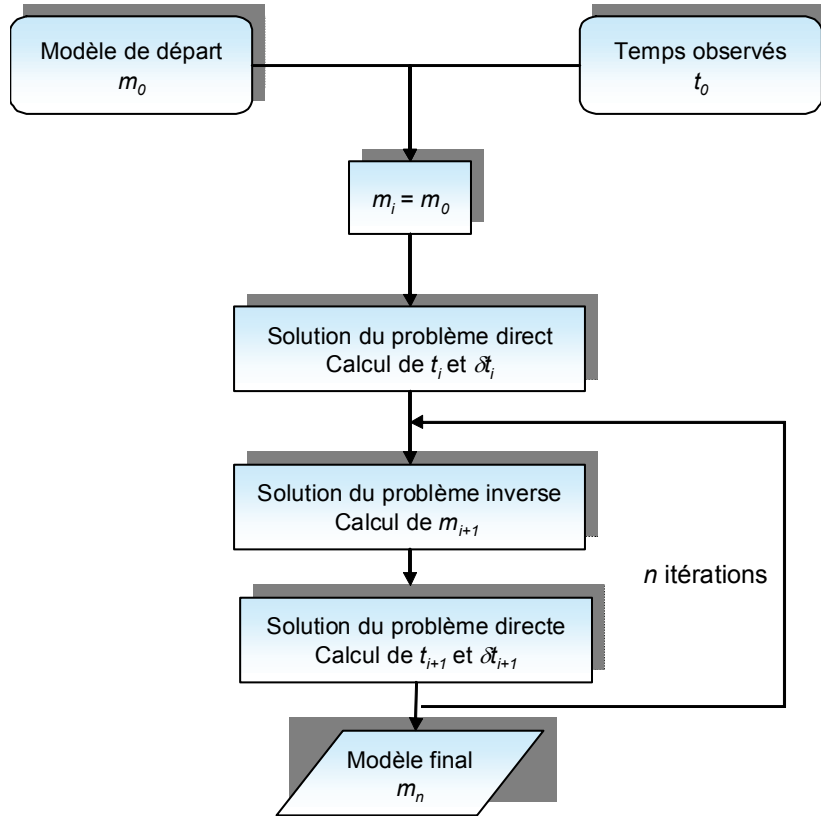 Modèle de départ
m0
Temps observés
t0
mi = m0
Solution du problème direct
Calcul de ti et δti
Solution du problème inverse
Calcul de mi+1
n itérations
Solution du problème directe
Calcul de ti+1 et δti+1
Modèle final
mn